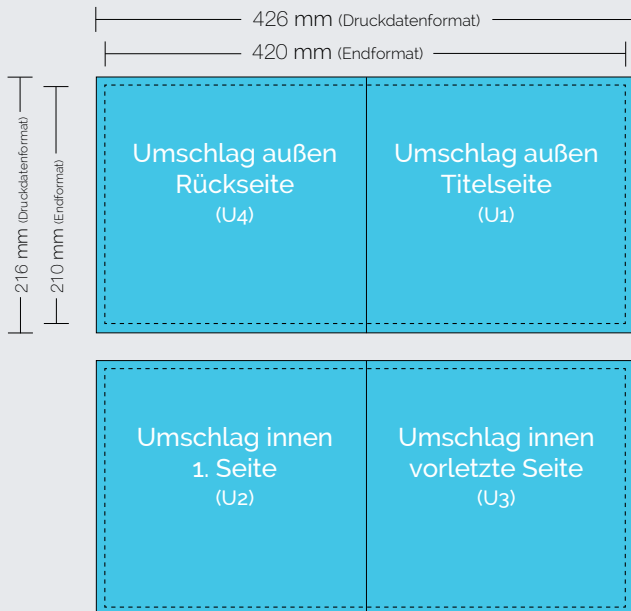 426 mm (Druckdatenformat)
420 mm (Endformat)
216 mm (Druckdatenformat)
210 mm (Endformat)
Umschlag außen
Rückseite
(U4)
Umschlag außen
Titelseite
(U1)
Umschlag innen
1. Seite
(U2)
Umschlag innen
vorletzte Seite
(U3)